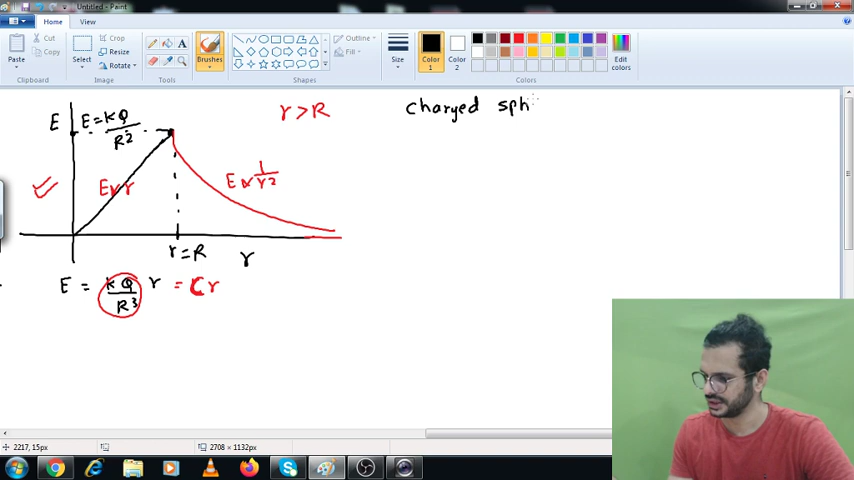 Untitled - Paint
Home
View
Paste
Cut
Copy
Clipboard
Select
Crop
Resize
Rotate
Image
Tools
Brushes
Outline
Fill
Shapes
Size
Color 1
Color 2
Edit colors
Colors
E
E = kQ/R²
r > R
charged sph
E ∝ r
E ∝ 1/r²
r = R
r
E = kQ/R³ r = Cr
2217, 15px
2708 × 1132px